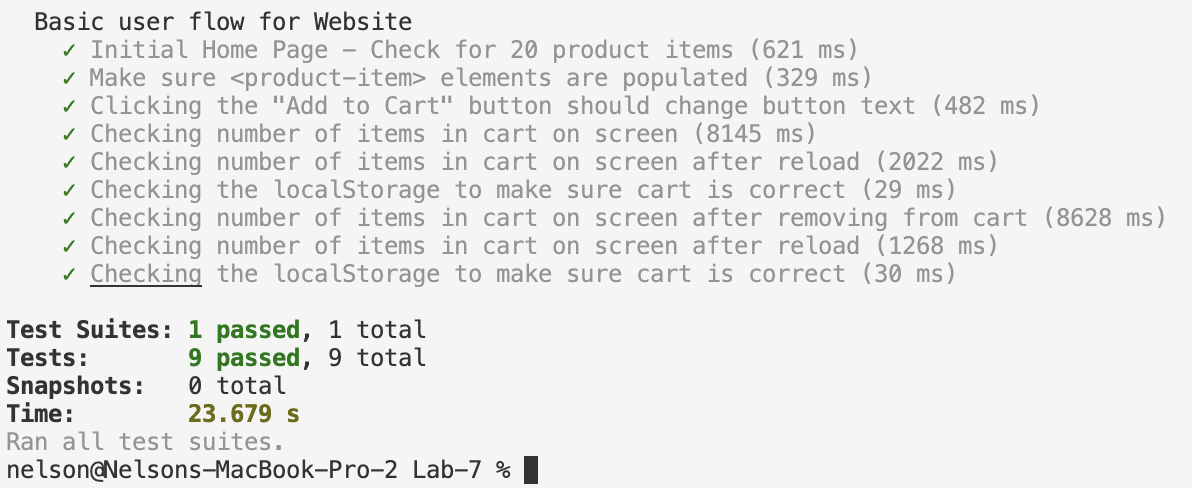 Basic user flow for Website
✓ Initial Home Page – Check for 20 product items (621 ms)
✓ Make sure <product-item> elements are populated (329 ms)
✓ Clicking the "Add to Cart" button should change button text (482 ms)
✓ Checking number of items in cart on screen (8145 ms)
✓ Checking number of items in cart on screen after reload (2022 ms)
✓ Checking the localStorage to make sure cart is correct (29 ms)
✓ Checking number of items in cart on screen after removing from cart (8628 ms)
✓ Checking number of items in cart on screen after reload (1268 ms)
✓ Checking the localStorage to make sure cart is correct (30 ms)
Test Suites: 1 passed, 1 total
Tests: 9 passed, 9 total
Snapshots: 0 total
Time: 23.679 s
Ran all test suites.
nelson@Nelsons-MacBook-Pro-2 Lab-7 %